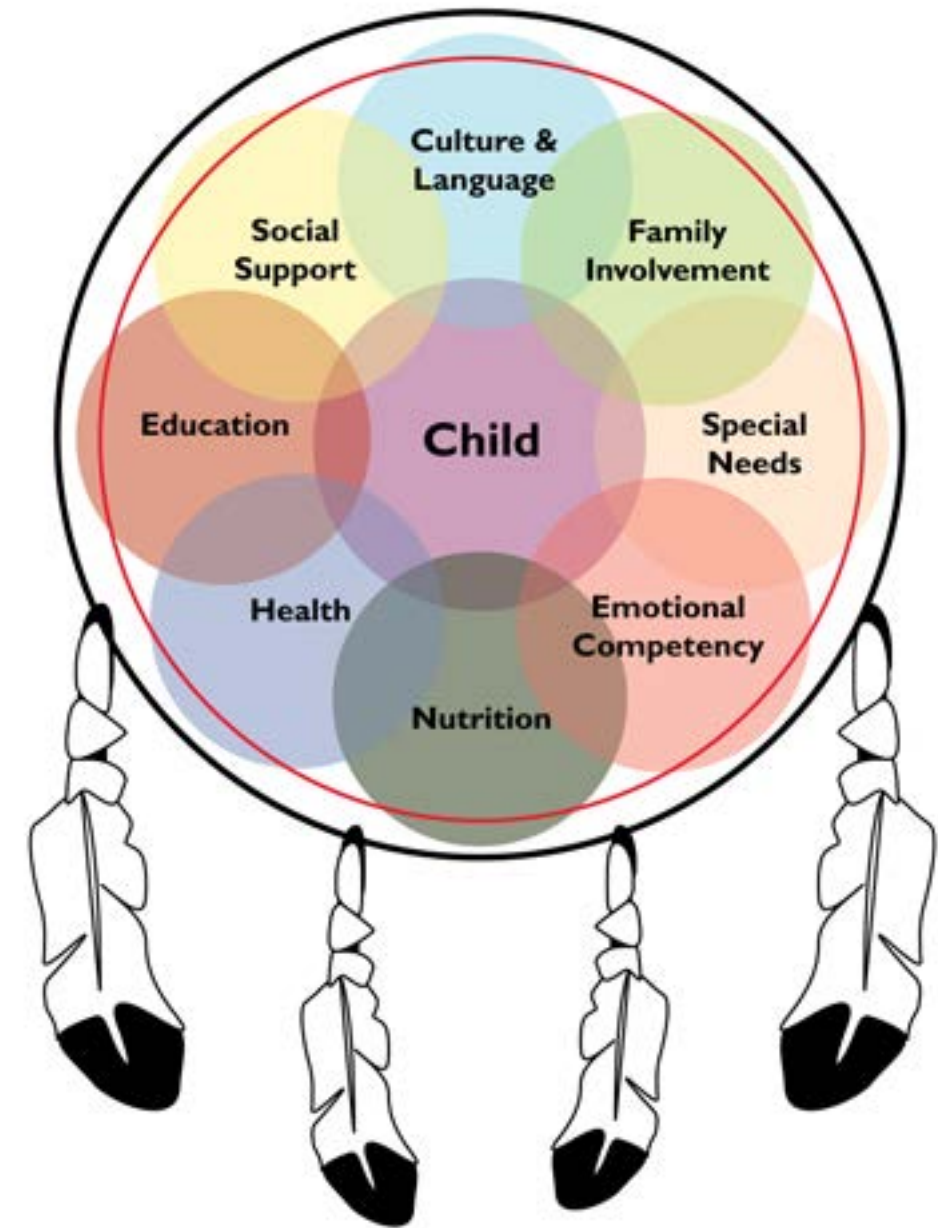 Culture &
Language
Social
Support
Family
Involvement
Education
Child
Special
Needs
Health
Emotional
Competency
Nutrition